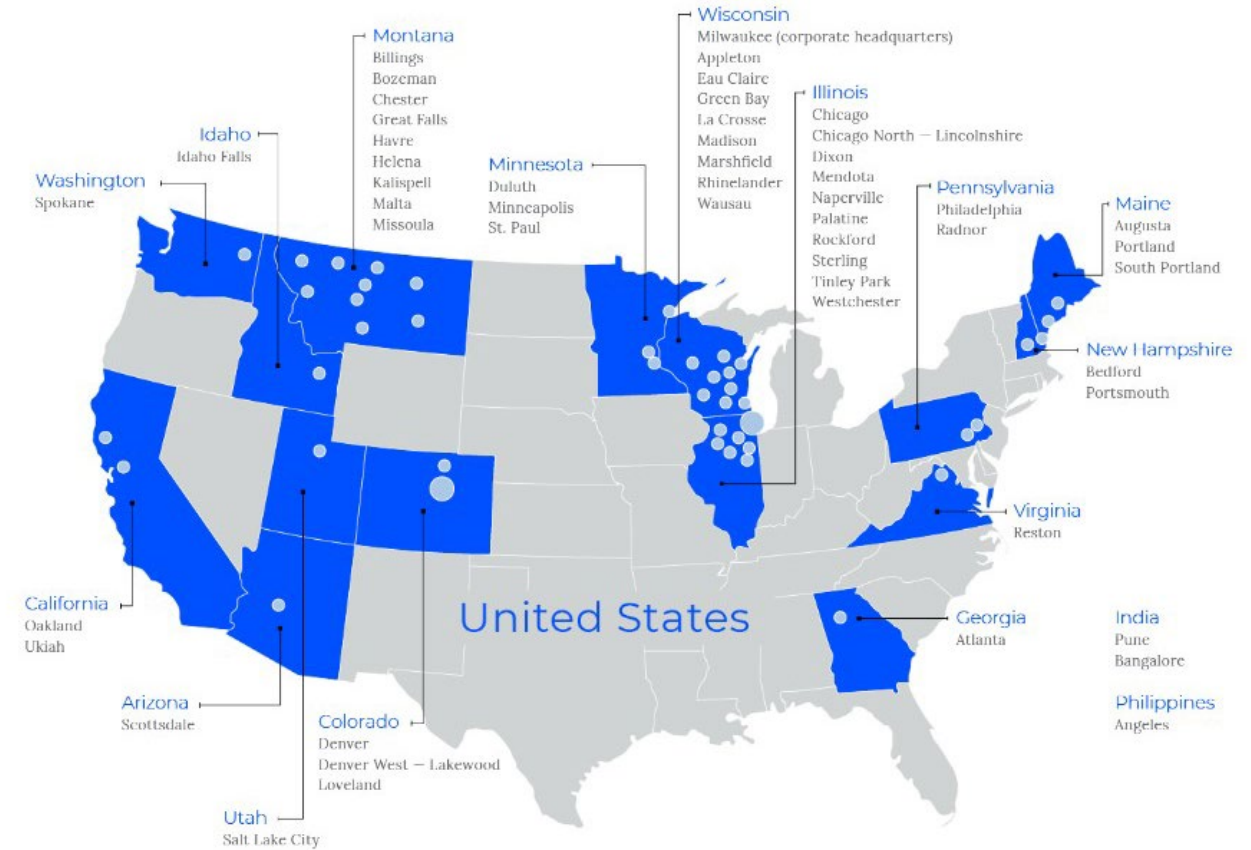 Wisconsin
Milwaukee (corporate headquarters)
Appleton
Eau Claire
Green Bay
La Crosse
Madison
Marshfield
Rhinelander
Wausau
Montana
Billings
Bozeman
Chester
Great Falls
Havre
Helena
Kalispell
Malta
Missoula
Illinois
Chicago
Chicago North — Lincolnshire
Dixon
Mendota
Naperville
Palatine
Rockford
Sterling
Tinley Park
Westchester
Idaho
Idaho Falls
Minnesota
Duluth
Minneapolis
St. Paul
Washington
Spokane
Pennsylvania
Philadelphia
Radnor
Maine
Augusta
Portland
South Portland
New Hampshire
Bedford
Portsmouth
Virginia
Reston
United States
California
Oakland
Ukiah
Georgia
Atlanta
India
Pune
Bangalore
Arizona
Scottsdale
Philippines
Angeles
Colorado
Denver
Denver West — Lakewood
Loveland
Utah
Salt Lake City